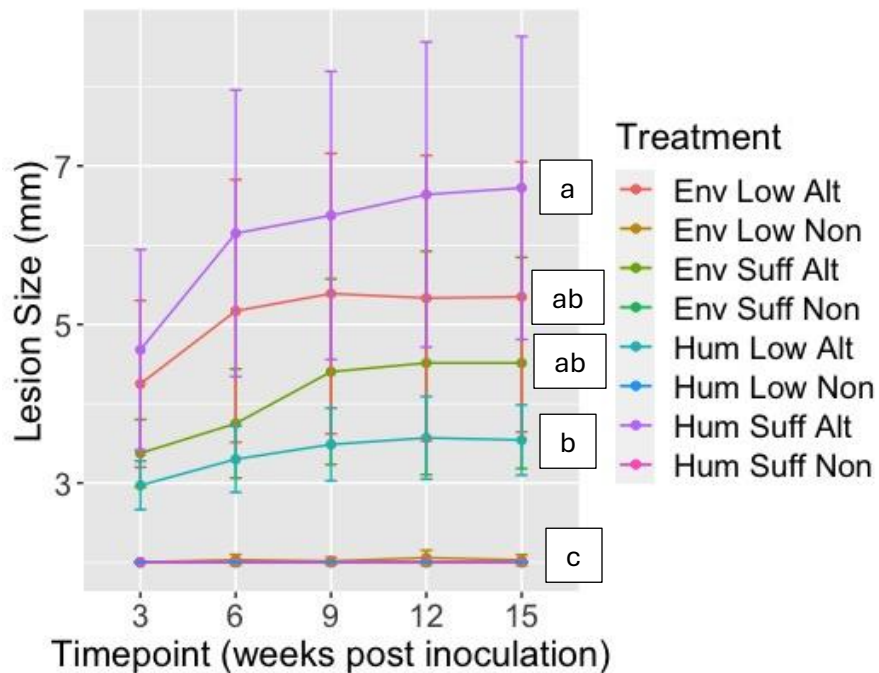 Lesion Size (mm)
7
5
3
3
6
9
12
15
Timepoint (weeks post inoculation)
a
ab
ab
b
c
Treatment
Env Low Alt
Env Low Non
Env Suff Alt
Env Suff Non
Hum Low Alt
Hum Low Non
Hum Suff Alt
Hum Suff Non